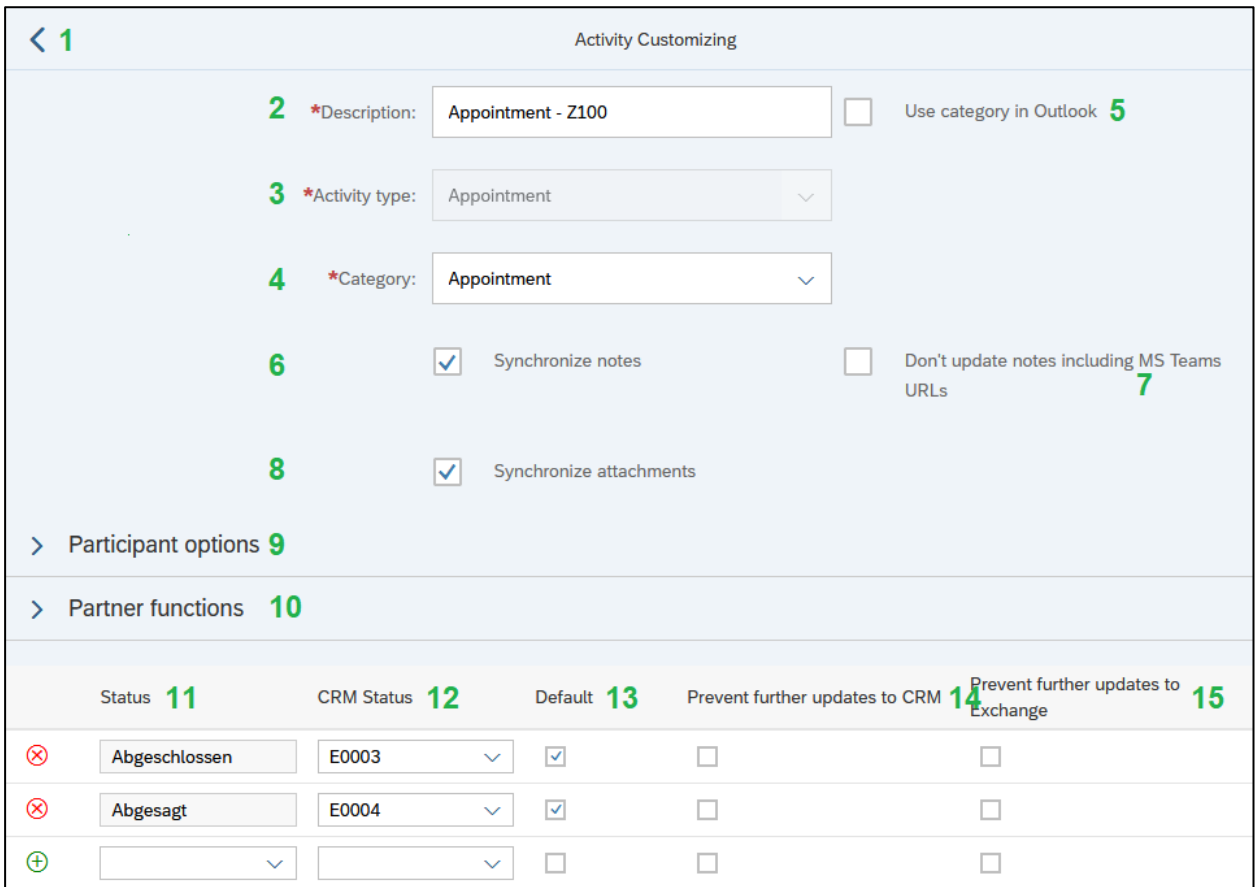 1 Activity Customizing
2 *Description: Appointment - Z100 Use category in Outlook 5
3 *Activity type: Appointment
4 *Category: Appointment
6 Synchronize notes Don't update notes including MS Teams
URLs 7
8 Synchronize attachments
Participant options 9
Partner functions 10
Status 11 CRM Status 12 Default 13 Prevent further updates to CRM 14 Prevent further updates to
Exchange 15
Abgeschlossen E0003
Abgesagt E0004